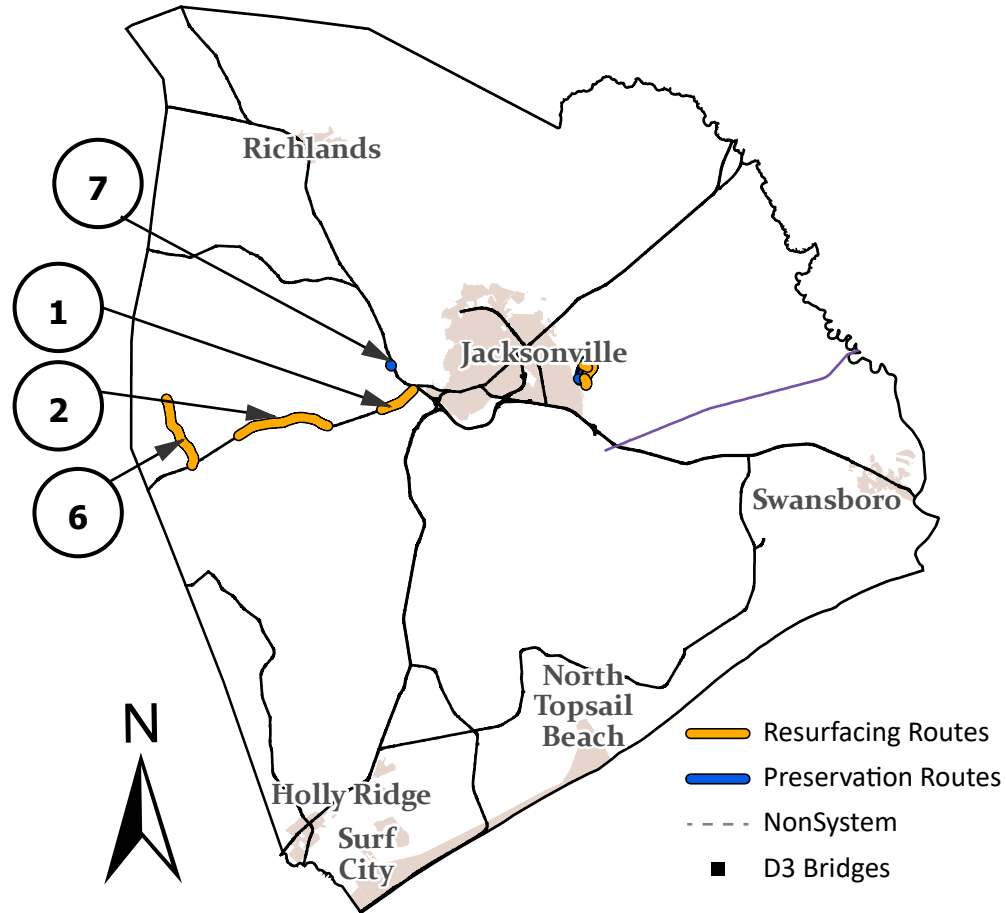 Richlands
7
1
Jacksonville
2
6
Swansboro
North
Topsail
Beach
N
Holly Ridge
Surf
City
Resurfacing Routes
Preservation Routes
NonSystem
D3 Bridges